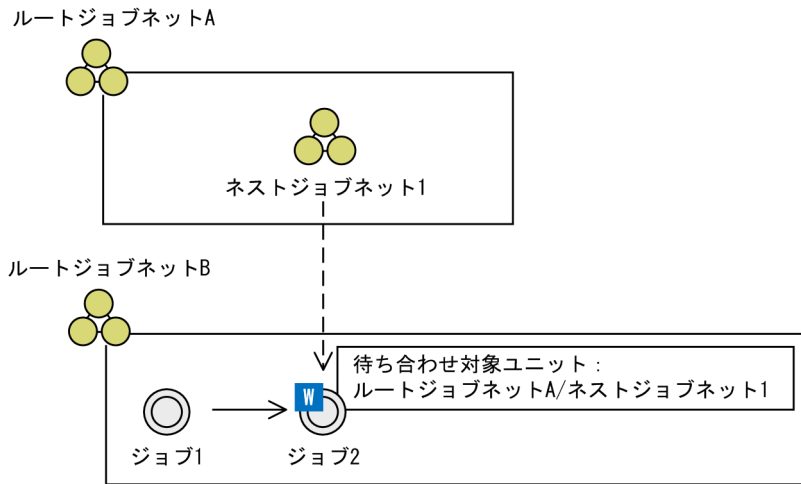 ルートジョブネットA
ネストジョブネット1
ルートジョブネットB
待ち合わせ対象ユニット：
ルートジョブネットA/ネストジョブネット1
W
ジョブ1
ジョブ2